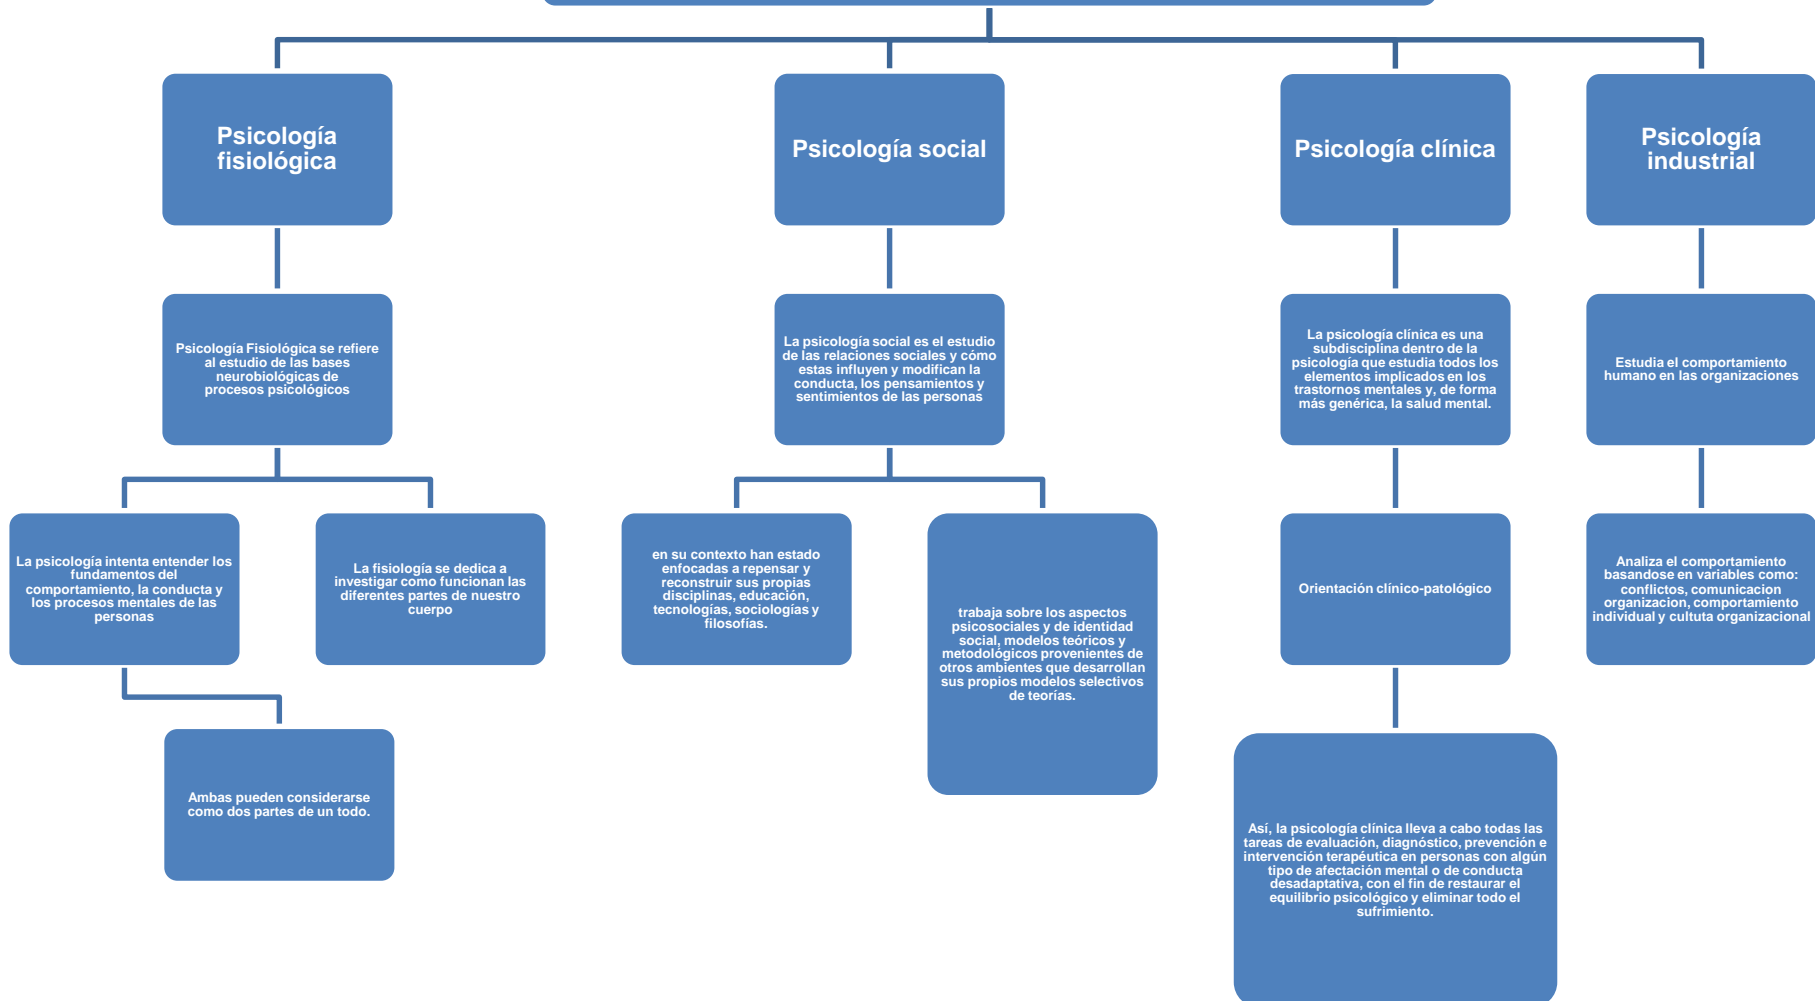 Psicología
fisiológica
Psicología social
Psicología clínica
Psicología
industrial
Psicología Fisiológica se refiere
al estudio de las bases
neurobiológicas de
procesos psicológicos
La psicología social es el estudio
de las relaciones sociales y cómo
estas influyen y modifican la
conducta, los pensamientos y
sentimientos de las personas
La psicología clínica es una
subdisciplina dentro de la
psicología que estudia todos los
elementos implicados en los
trastornos mentales y, de forma
más genérica, la salud mental.
Estudia el comportamiento
humano en las organizaciones
La psicología intenta entender los
fundamentos del
comportamiento, la conducta y
los procesos mentales de las
personas
La fisiología se dedica a
investigar como funcionan las
diferentes partes de nuestro
cuerpo
en su contexto han estado
enfocadas a repensar y
reconstruir sus propias
disciplinas, educación,
tecnologías, sociologías y
filosofías.
trabaja sobre los aspectos
psicosociales y de identidad
social, modelos teóricos y
metodológicos provenientes de
otros ambientes que desarrollan
sus propios modelos selectivos
de teorías.
Orientación clínico-patológico
Analiza el comportamiento
basandose en variables como:
conflictos, comunicacion
organizacion, comportamiento
individual y cultuta organizacional
Ambas pueden considerarse
como dos partes de un todo.
Así, la psicología clínica lleva a cabo todas las
tareas de evaluación, diagnóstico, prevención e
intervención terapéutica en personas con algún
tipo de afectación mental o de conducta
desadaptativa, con el fin de restaurar el
equilibrio psicológico y eliminar todo el
sufrimiento.